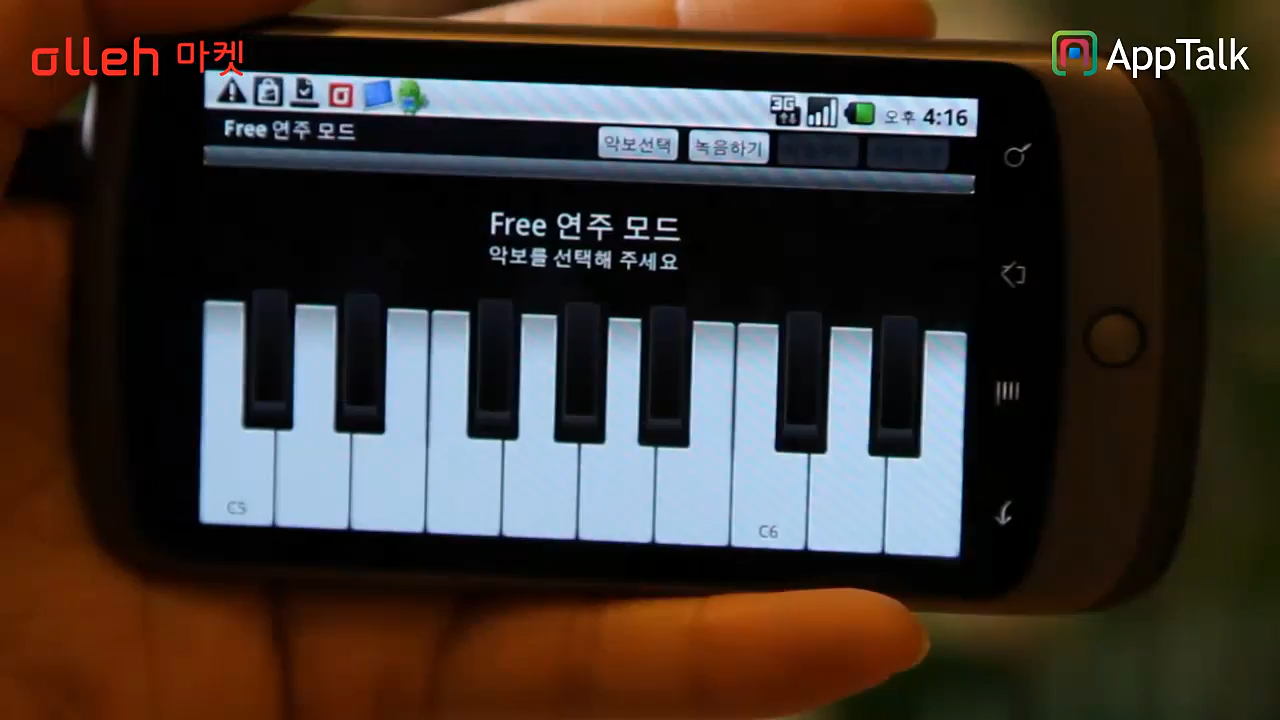 olleh 마켓
AppTalk
3G
오후 4:16
Free 연주 모드
악보선택
녹음하기
Free 연주 모드
악보를 선택해 주세요
C5
C6